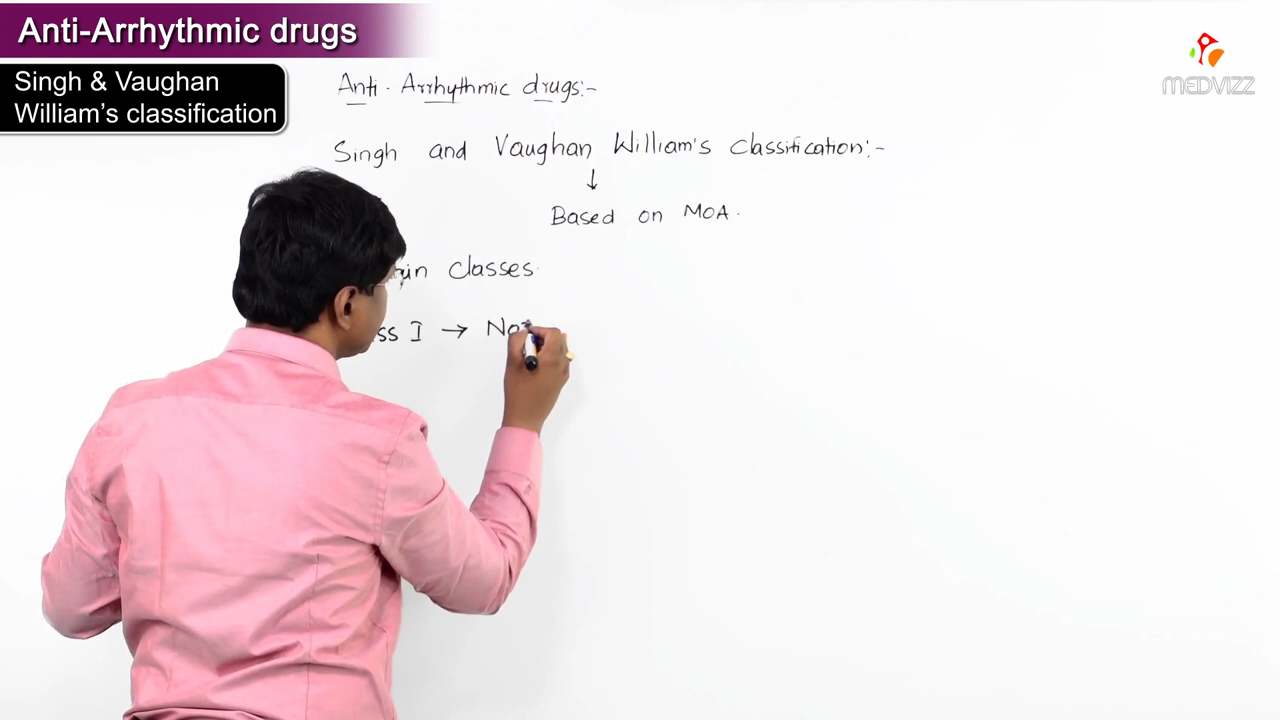 Anti-Arrhythmic drugs
Singh & Vaughan
William's classification
MEDVIZZ
Anti-Arrhythmic drugs:-
Singh and Vaughan William's classification:-
↓
Based on MOA.
classes.
I → Na